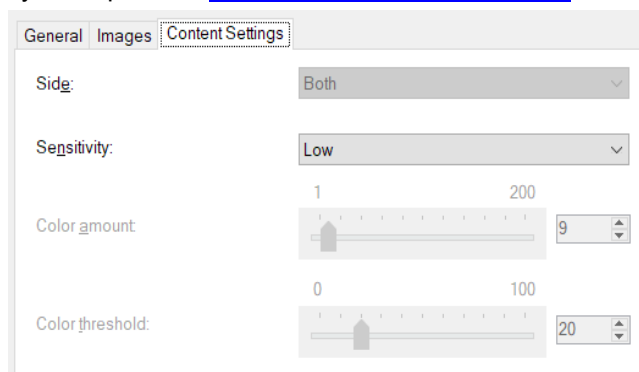 General Images Content Settings
Side: Both
Sensitivity: Low
1 200
Color amount: 9
0 100
Color threshold: 20